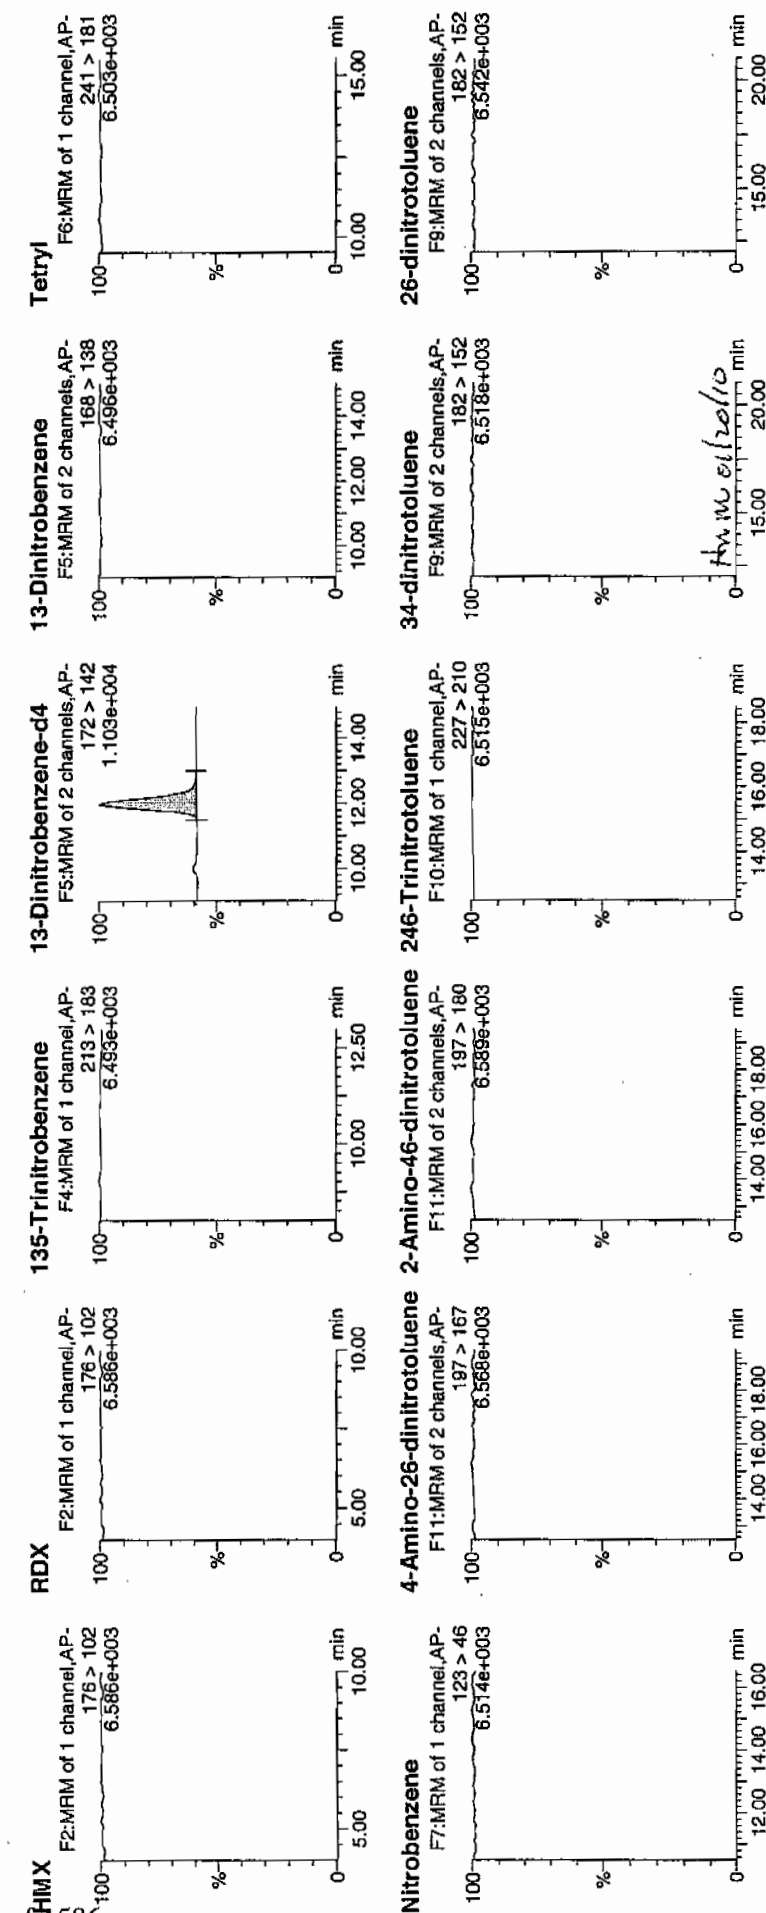 HMX
F2:MRM of 1 channel,AP-
176 > 102
6.586e+003
100
%
0
5.00 10.00 min
RDX
F2:MRM of 1 channel,AP-
176 > 102
6.586e+003
100
%
0
5.00 10.00 min
135-Trinitrobenzene
F4:MRM of 1 channel,AP-
213 > 183
6.493e+003
100
%
0
10.00 12.50 min
13-Dinitrobenzene-d4
F5:MRM of 2 channels,AP-
172 > 142
1.103e+004
100
%
0
10.00 12.00 14.00 min
13-Dinitrobenzene
F5:MRM of 2 channels,AP-
168 > 138
6.496e+003
100
%
0
10.00 12.00 14.00 min
Tetryl
F6:MRM of 1 channel,AP-
241 > 181
6.503e+003
100
%
0
10.00 15.00 min
Nitrobenzene
F7:MRM of 1 channel,AP-
123 > 46
6.514e+003
100
%
0
12.00 14.00 16.00 min
4-Amino-26-dinitrotoluene
F11:MRM of 2 channels,AP-
197 > 167
6.568e+003
100
%
0
14.00 16.00 18.00 min
2-Amino-46-dinitrotoluene
F11:MRM of 2 channels,AP-
197 > 180
6.589e+003
100
%
0
14.00 16.00 18.00 min
246-Trinitrotoluene
F10:MRM of 1 channel,AP-
227 > 210
6.515e+003
100
%
0
14.00 16.00 18.00 min
34-dinitrotoluene
F9:MRM of 2 channels,AP-
182 > 152
6.518e+003
100
%
0
15.00 20.00 min
01/20/10
26-dinitrotoluene
F9:MRM of 2 channels,AP-
182 > 152
6.542e+003
100
%
0
15.00 20.00 min